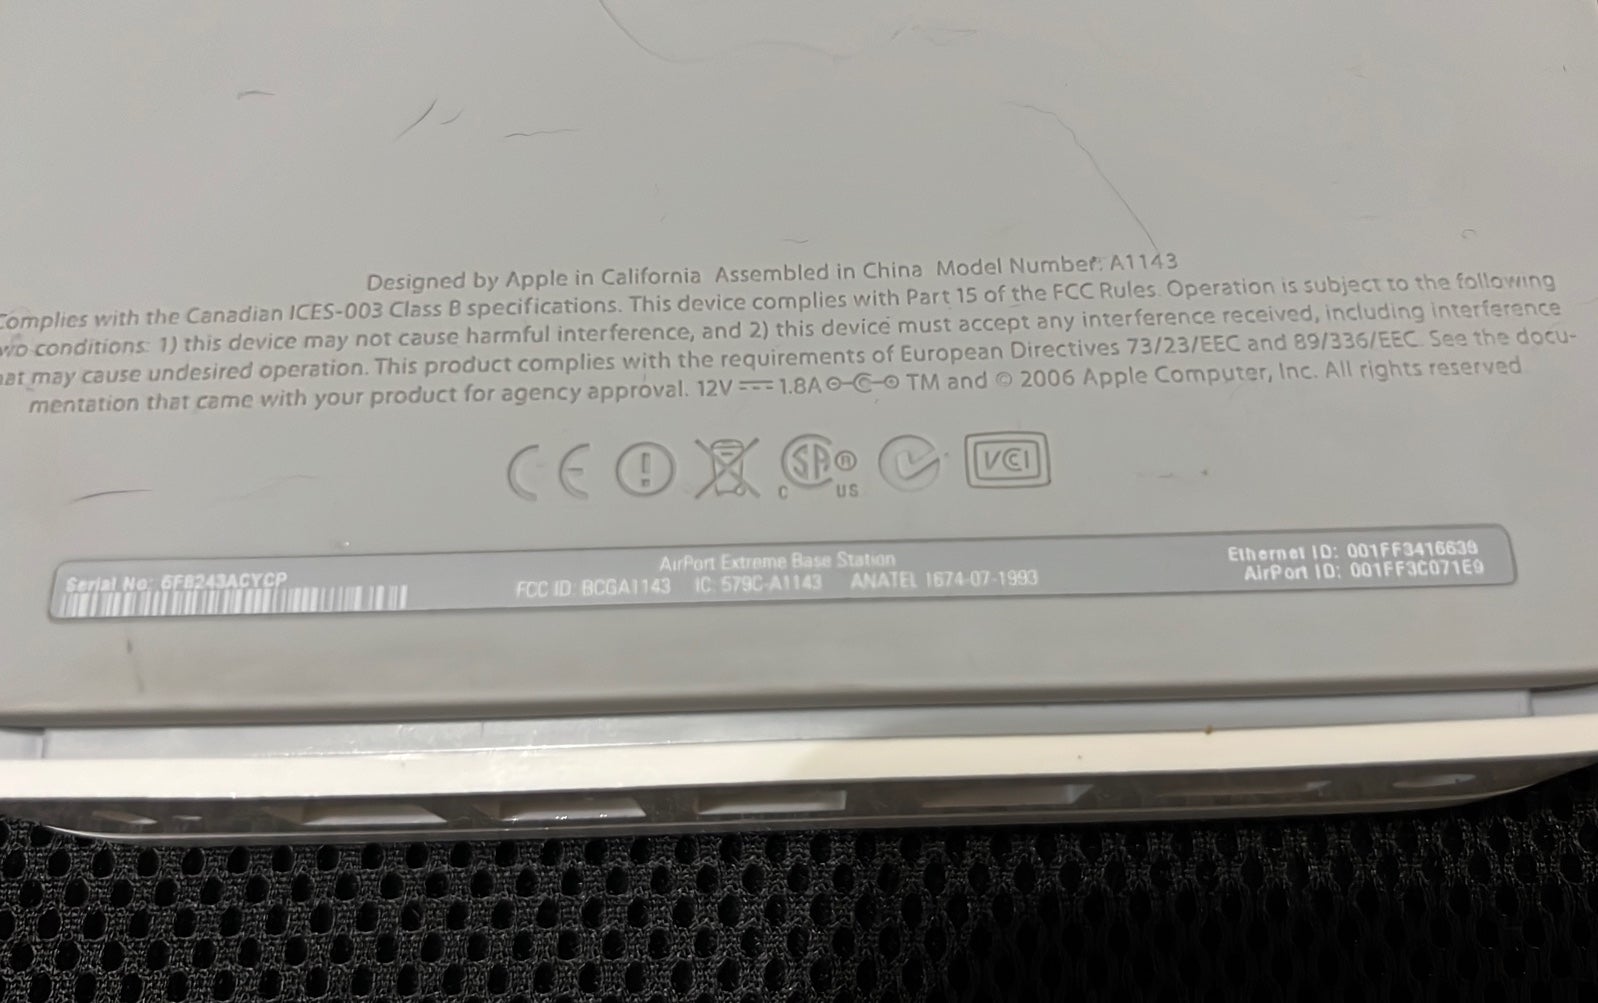 Designed by Apple in California Assembled in China Model Number: A1143
Complies with the Canadian ICES-003 Class B specifications. This device complies with Part 15 of the FCC Rules. Operation is subject to the following
wo conditions: 1) this device may not cause harmful interference, and 2) this device must accept any interference received, including interference
hat may cause undesired operation. This product complies with the requirements of European Directives 73/23/EEC and 89/336/EEC. See the docu-
mentation that came with your product for agency approval. 12V 1.8A TM and © 2006 Apple Computer, Inc. All rights reserved
CE ! C SA ® US VCI
Serial No: 6F8243ACYCP
AirPort Extreme Base Station
FCC ID: BCGA1143 IC: 579C-A1143 ANATEL 1674-07-1993
Ethernet ID: 001FF3416639
AirPort ID: 001FF3C071E9